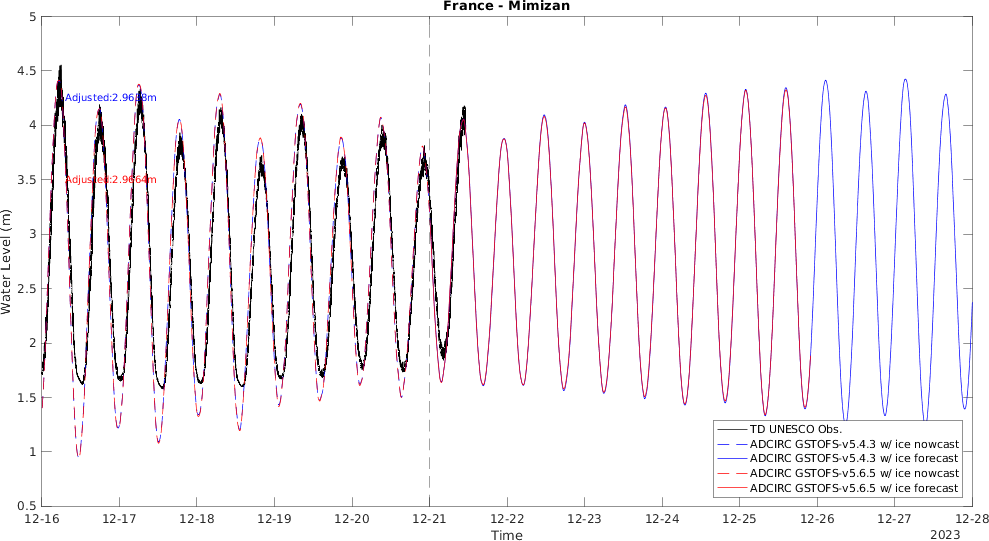 France - Mimizan
5
4.5
4
3.5
3
2.5
2
1.5
1
0.5
Water Level (m)
Adjusted:2.9658m
Adjusted:2.9664m
TD UNESCO Obs.
ADCIRC GSTOFS-v5.4.3 w/ ice nowcast
ADCIRC GSTOFS-v5.4.3 w/ ice forecast
ADCIRC GSTOFS-v5.6.5 w/ ice nowcast
ADCIRC GSTOFS-v5.6.5 w/ ice forecast
12-16 12-17 12-18 12-19 12-20 12-21 12-22 12-23 12-24 12-25 12-26 12-27 12-28
Time
2023